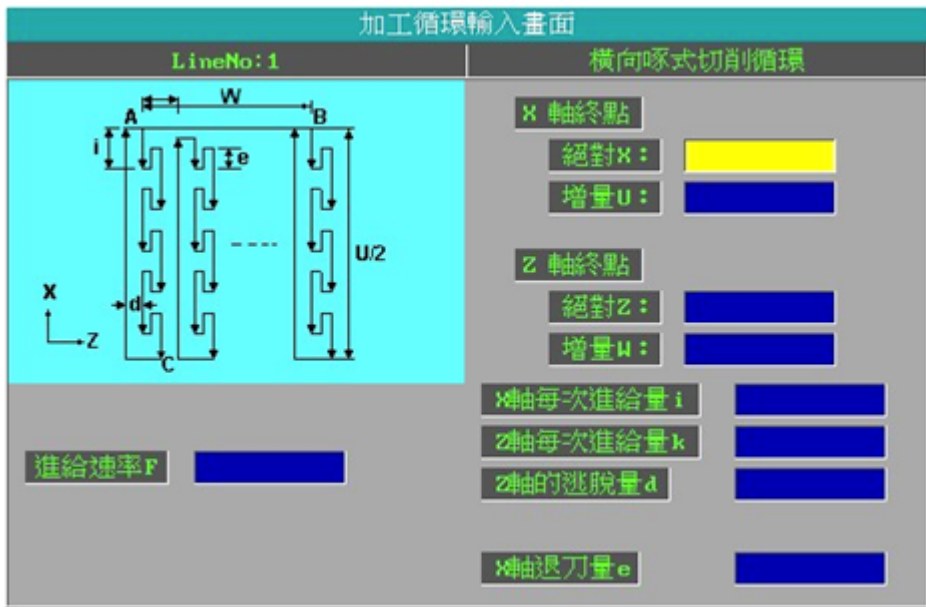 加工循環輸入畫面
LineNo:1
橫向啄式切削循環
W
A
B
i
e
U/2
X
d
Z
C
進給速率F
X 軸終點
絕對X:
增量U:
Z 軸終點
絕對Z:
增量W:
X軸每次進給量i
Z軸每次進給量k
Z軸的逃脫量d
X軸退刀量e